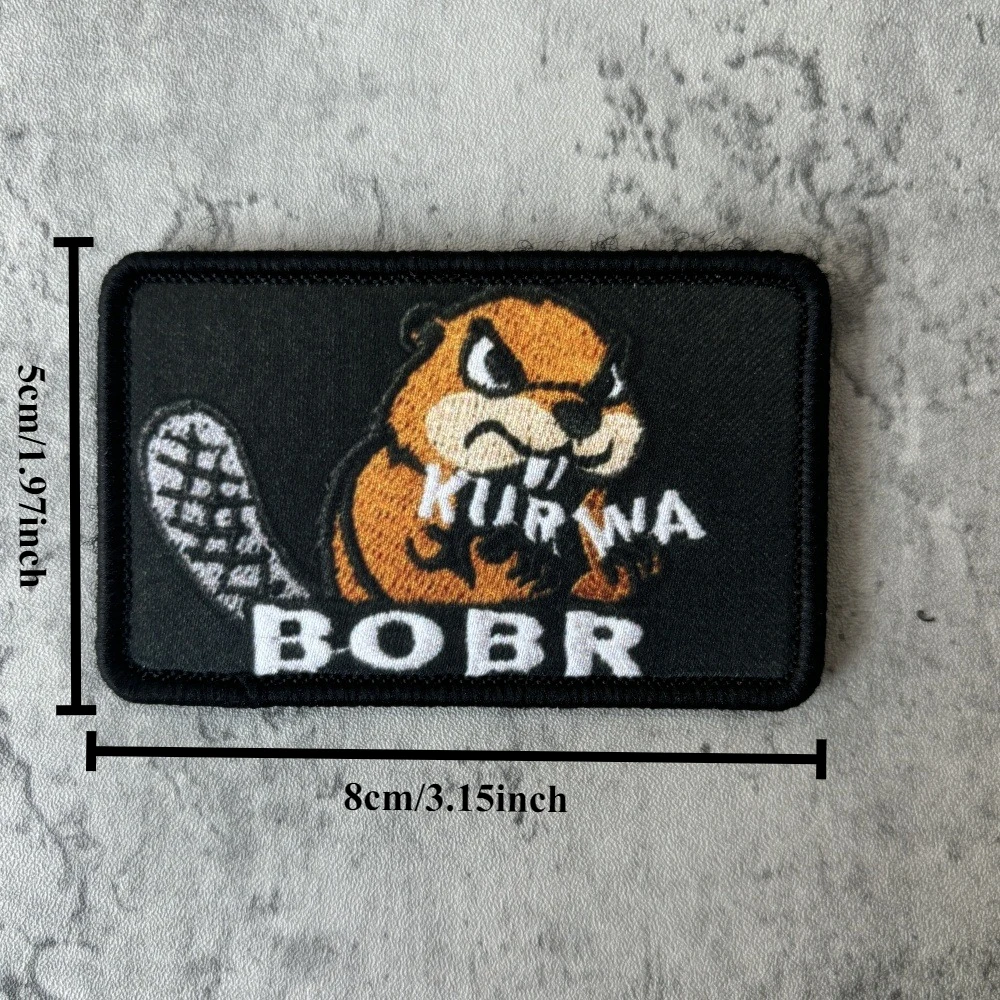 KURWA
BOBR
5cm/1.97inch
8cm/3.15inch